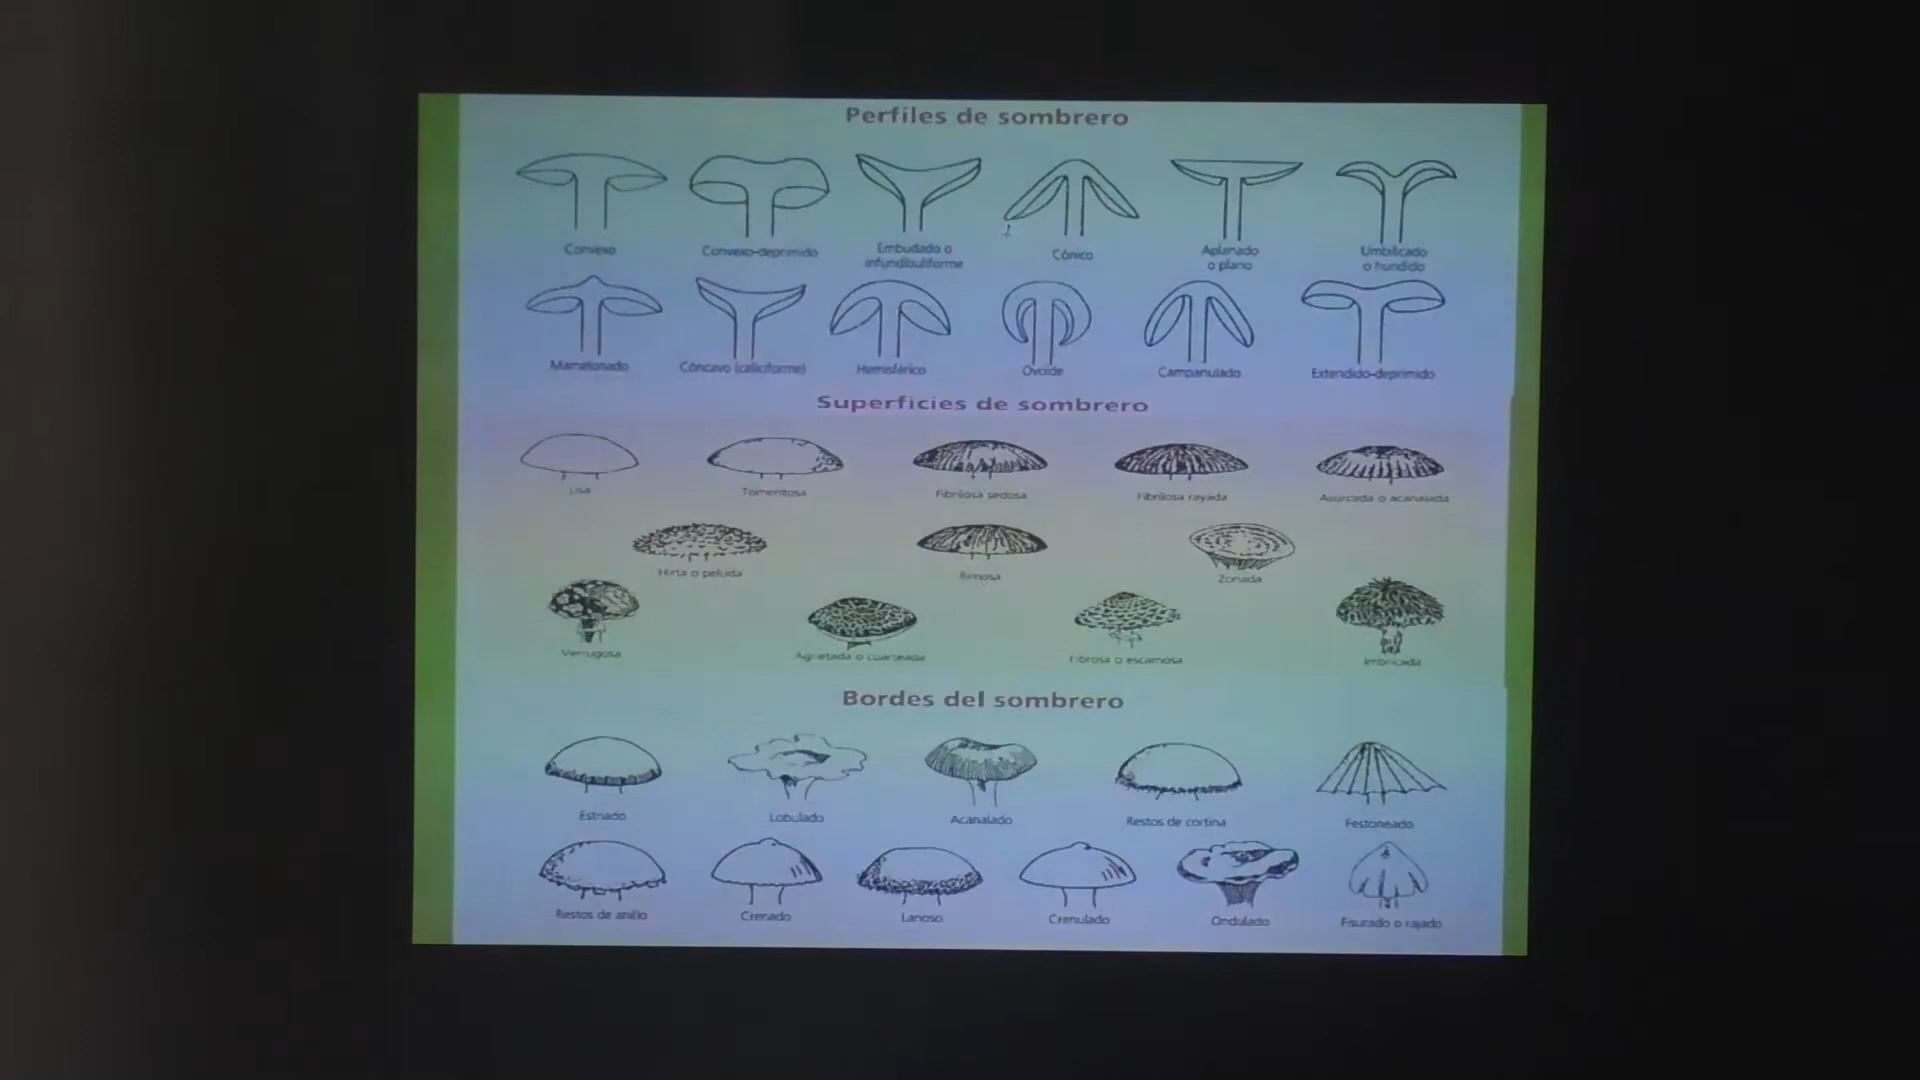 Perfiles de sombrero
Convexo
Convexo-deprimido
Embudado o
infundibuliforme
Cónico
Aplanado
o plano
Umbilicado
o hundido
Mamelonado
Cóncavo (caliciforme)
Hemisférico
Ovoide
Campanulado
Extendido-deprimido
Superficies de sombrero
Lisa
Tomentosa
Fibrilosa sedosa
Fibrilosa rayada
Asurcada o acanalada
Hirta o peluda
Rimosa
Zonada
Verrugosa
Agrietada o cuarteada
Fibrosa o escamosa
Imbricada
Bordes del sombrero
Estriado
Lobulado
Acanalado
Restos de cortina
Festoneado
Restos de anillo
Crenado
Lanoso
Crenulado
Ondulado
Fisurado o rajado